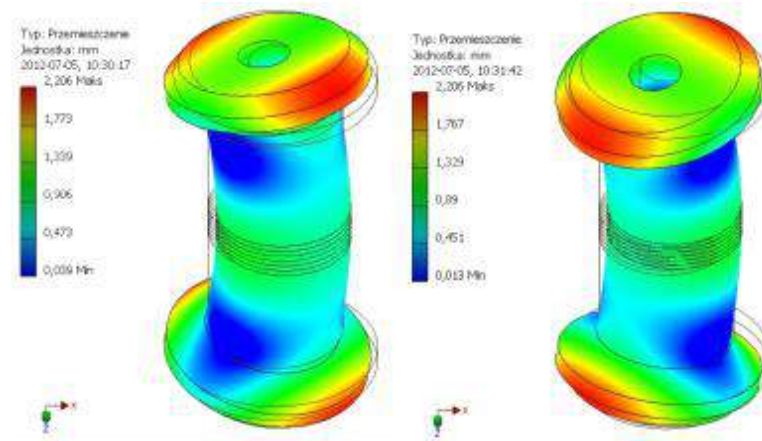 Typ: Przemieszczenie
Jednostka: mm
2012-07-05, 10:30:17
2,206 Maks
1,773
1,339
0,906
0,473
0,039 Min
X
Z
Typ: Przemieszczenie
Jednostka: mm
2012-07-05, 10:31:42
2,206 Maks
1,767
1,329
0,89
0,451
0,013 Min
X
Z